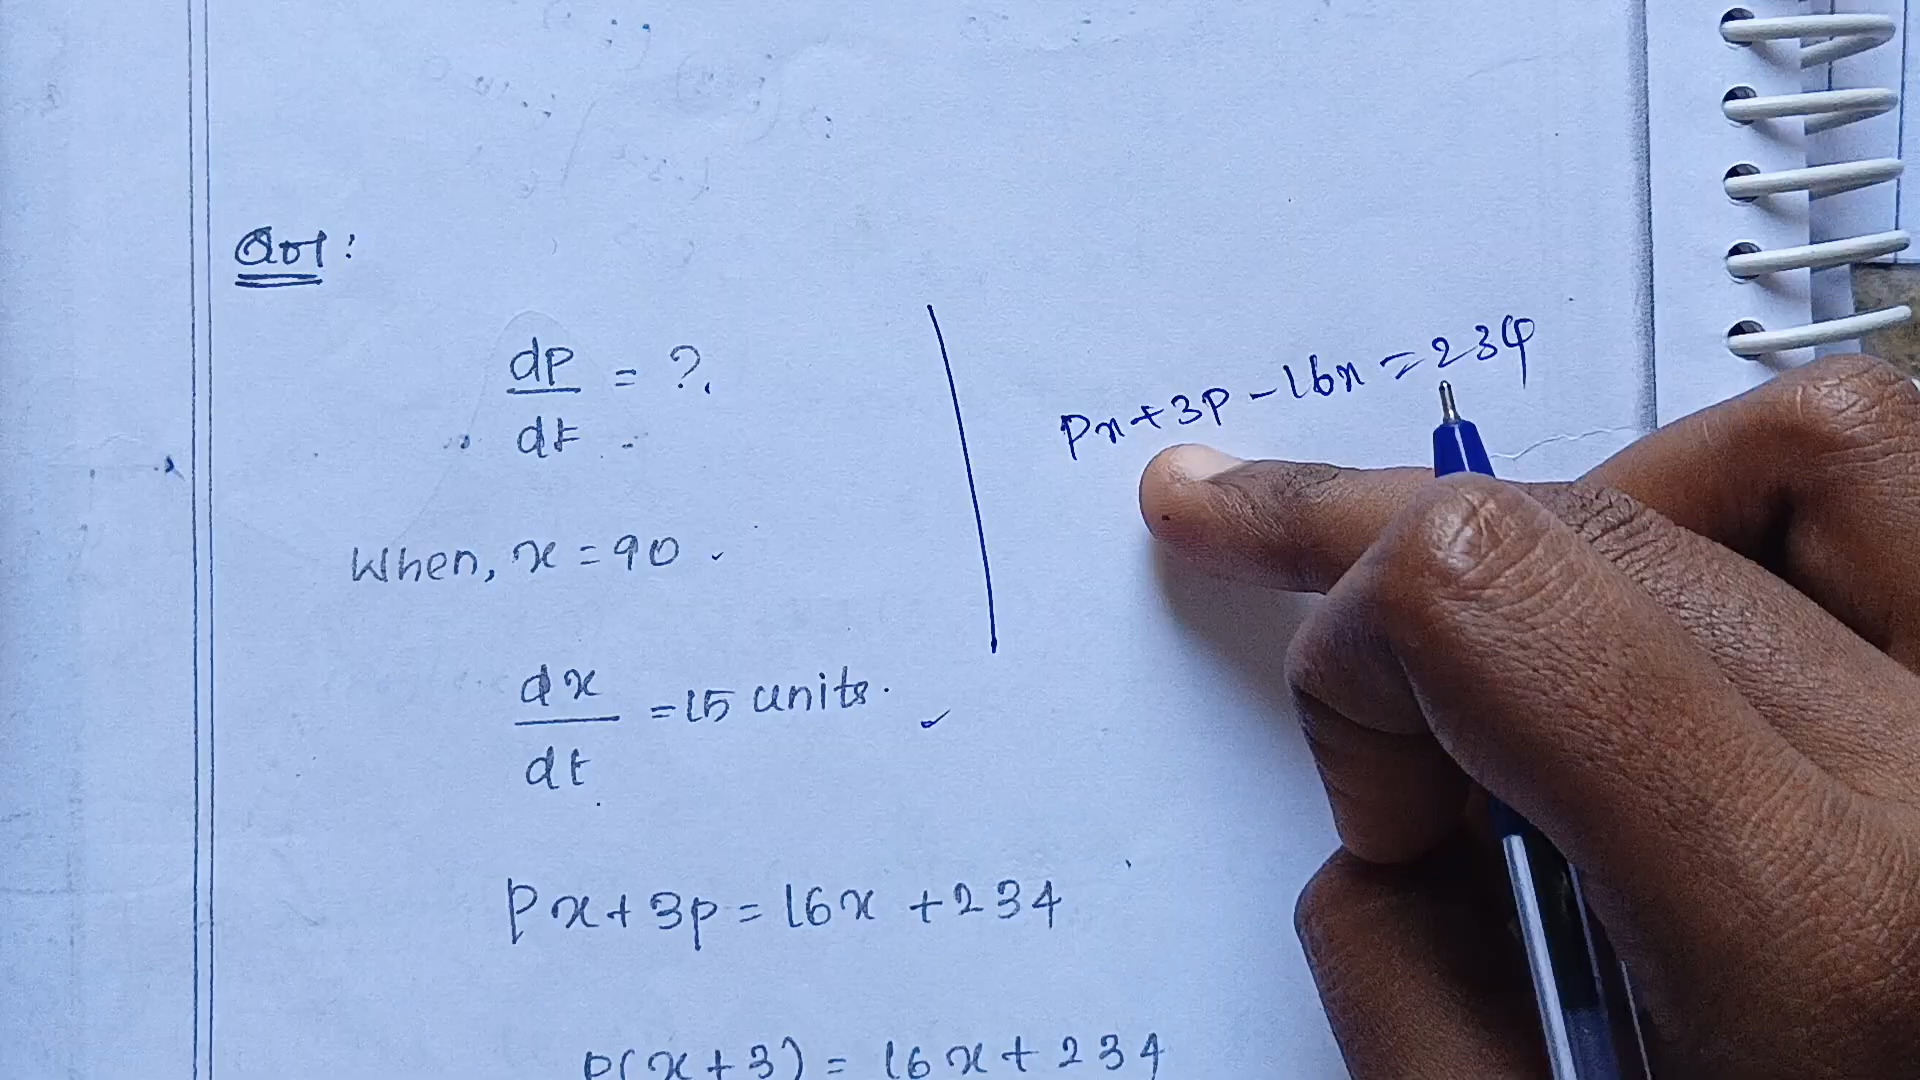 Q01:
dp/dt = ?.
When, x = 90.
dx/dt = 15 units.
px + 3p = 16x + 234
p(x + 3) = 16x + 234
px + 3p - 16x = 234